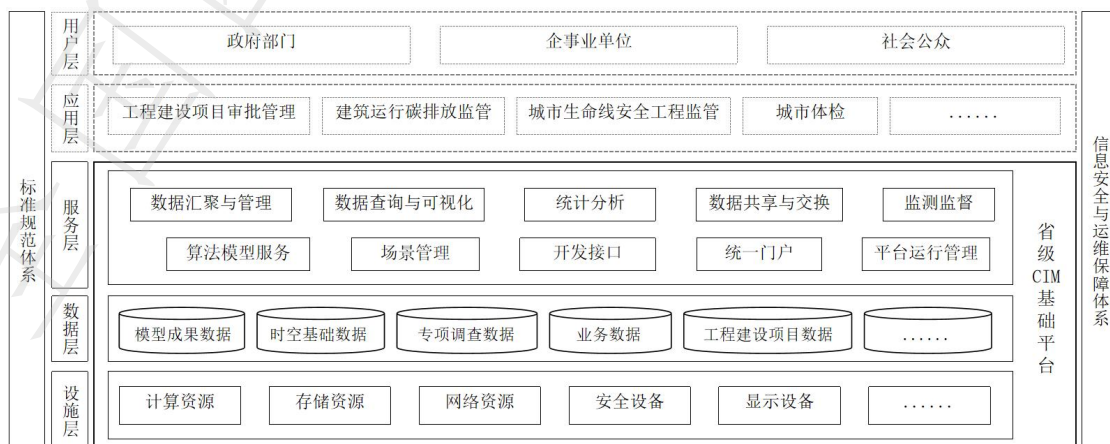 标准规范体系
用户层
政府部门
企事业单位
社会公众
应用层
工程建设项目审批管理
建筑运行碳排放监管
城市生命线安全工程监管
城市体检
......
服务层
数据汇聚与管理
数据查询与可视化
统计分析
数据共享与交换
监测监督
算法模型服务
场景管理
开发接口
统一门户
平台运行管理
数据层
模型成果数据
时空基础数据
专项调查数据
业务数据
工程建设项目数据
......
设施层
计算资源
存储资源
网络资源
安全设备
显示设备
......
省级CIM基础平台
信息安全与运维保障体系